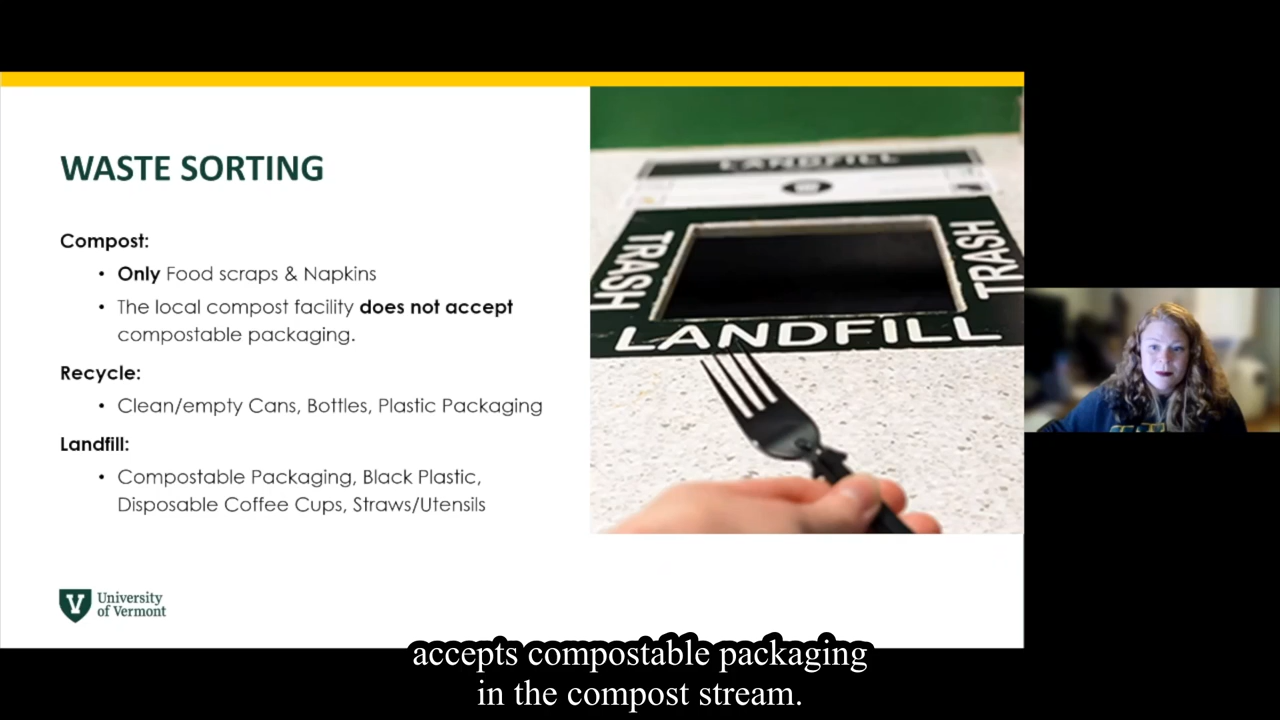 WASTE SORTING
Compost:
• Only Food scraps & Napkins
• The local compost facility does not accept
compostable packaging.
Recycle:
• Clean/empty Cans, Bottles, Plastic Packaging
Landfill:
• Compostable Packaging, Black Plastic,
Disposable Coffee Cups, Straws/Utensils
University
of Vermont
LANDFILL
TRASH
TRASH
LANDFILL
accepts compostable packaging
in the compost stream.